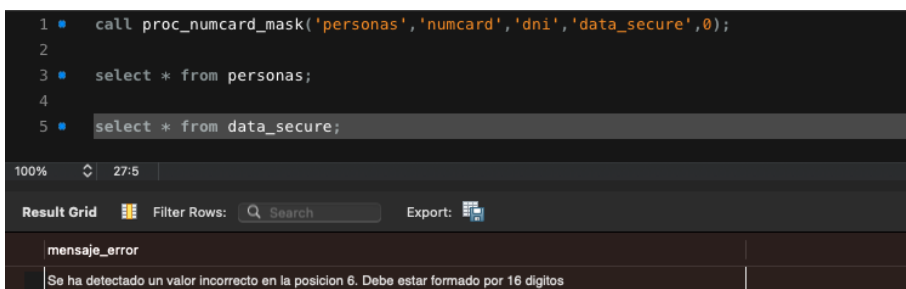 1 call proc_numcard_mask('personas','numcard','dni','data_secure',0);
2
3 select * from personas;
4
5 select * from data_secure;
100% 27:5
Result Grid Filter Rows: Search Export:
mensaje_error
Se ha detectado un valor incorrecto en la posicion 6. Debe estar formado por 16 digitos